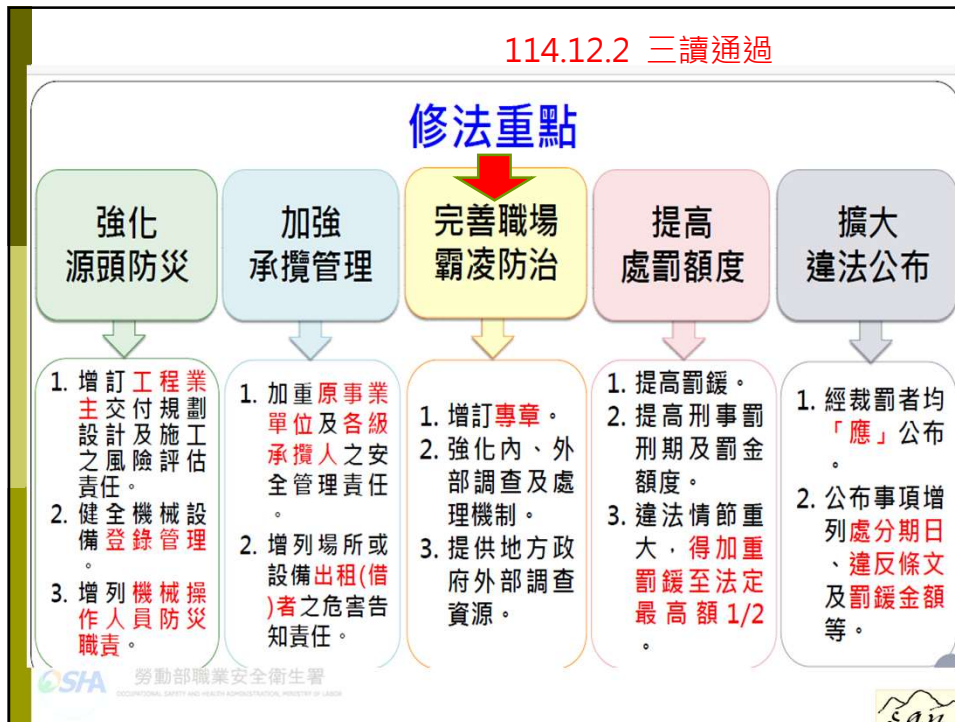 114.12.2 三讀通過
修法重點
強化
源頭防災
1. 增訂工程業
主交付規劃
設計及施工
之風險評估
責任。
2. 健全機械設
備登錄管理
。
3. 增列機械操
作人員防災
職責。
加強
承攬管理
1. 加重原事業
單位及各級
承攬人之安
全管理責任
。
2. 增列場所或
設備出租(借
)者之危害告
知責任。
完善職場
霸凌防治
1. 增訂專章。
2. 強化內、外
部調查及處
理機制。
3. 提供地方政
府外部調查
資源。
提高
處罰額度
1. 提高罰鍰。
2. 提高刑事罰
刑期及罰金
額度。
3. 違法情節重
大，得加重
罰鍰至法定
最高額1/2
。
擴大
違法公布
1. 經裁罰者均
「應」公布
。
2. 公布事項增
列處分期日
、違反條文
及罰鍰金額
等。
OSHA 勞動部職業安全衛生署
OCCUPATIONAL SAFETY AND HEALTH ADMINISTRATION, MINISTRY OF LABOR
san